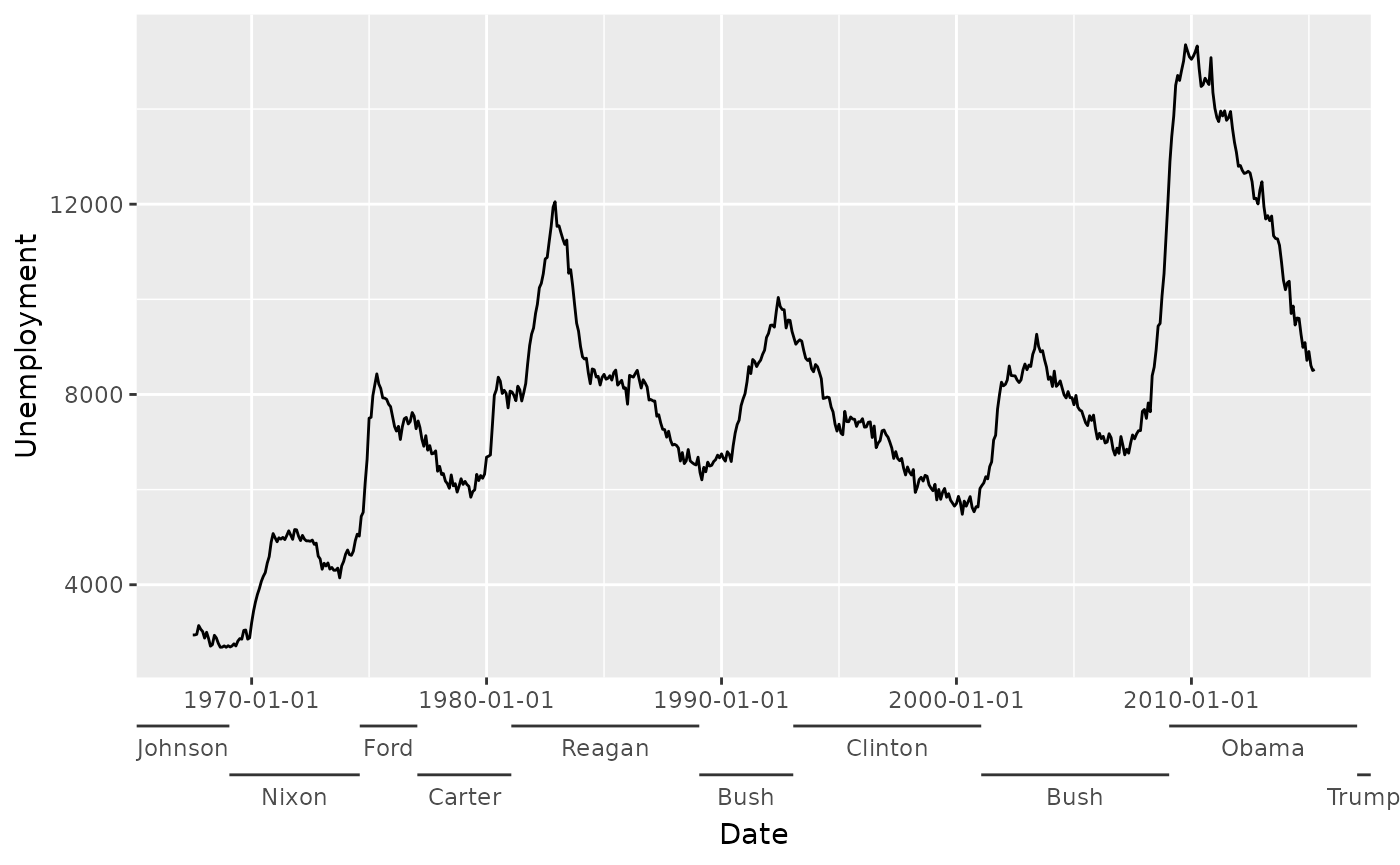 Unemployment
12000
8000
4000
1970-01-01 1980-01-01 1990-01-01 2000-01-01 2010-01-01
Johnson Ford Reagan Clinton Obama
Nixon Carter Bush Bush Trump
Date